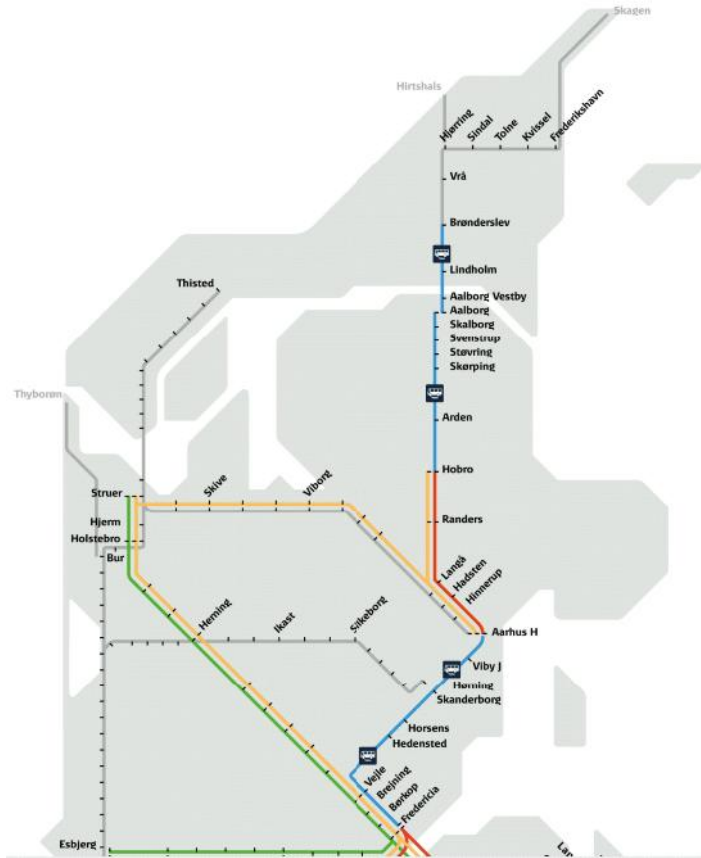 Skagen
Hirtshals
Hjørring
Sindal
Tolne
Kvissel
Frederikshavn
Vrå
Brønderslev
Lindholm
Thisted
Aalborg Vestby
Aalborg
Skalborg
Svenstrup
Støvring
Skørping
Thyborøn
Arden
Hobro
Struer
Skive
Viborg
Hjerm
Randers
Holstebro
Bur
Langå
Hadsten
Hinnerup
Herning
Ikast
Silkeborg
Aarhus H
Viby J
Hørning
Skanderborg
Horsens
Hedensted
Vejle
Brejning
Børkop
Fredericia
Esbjerg